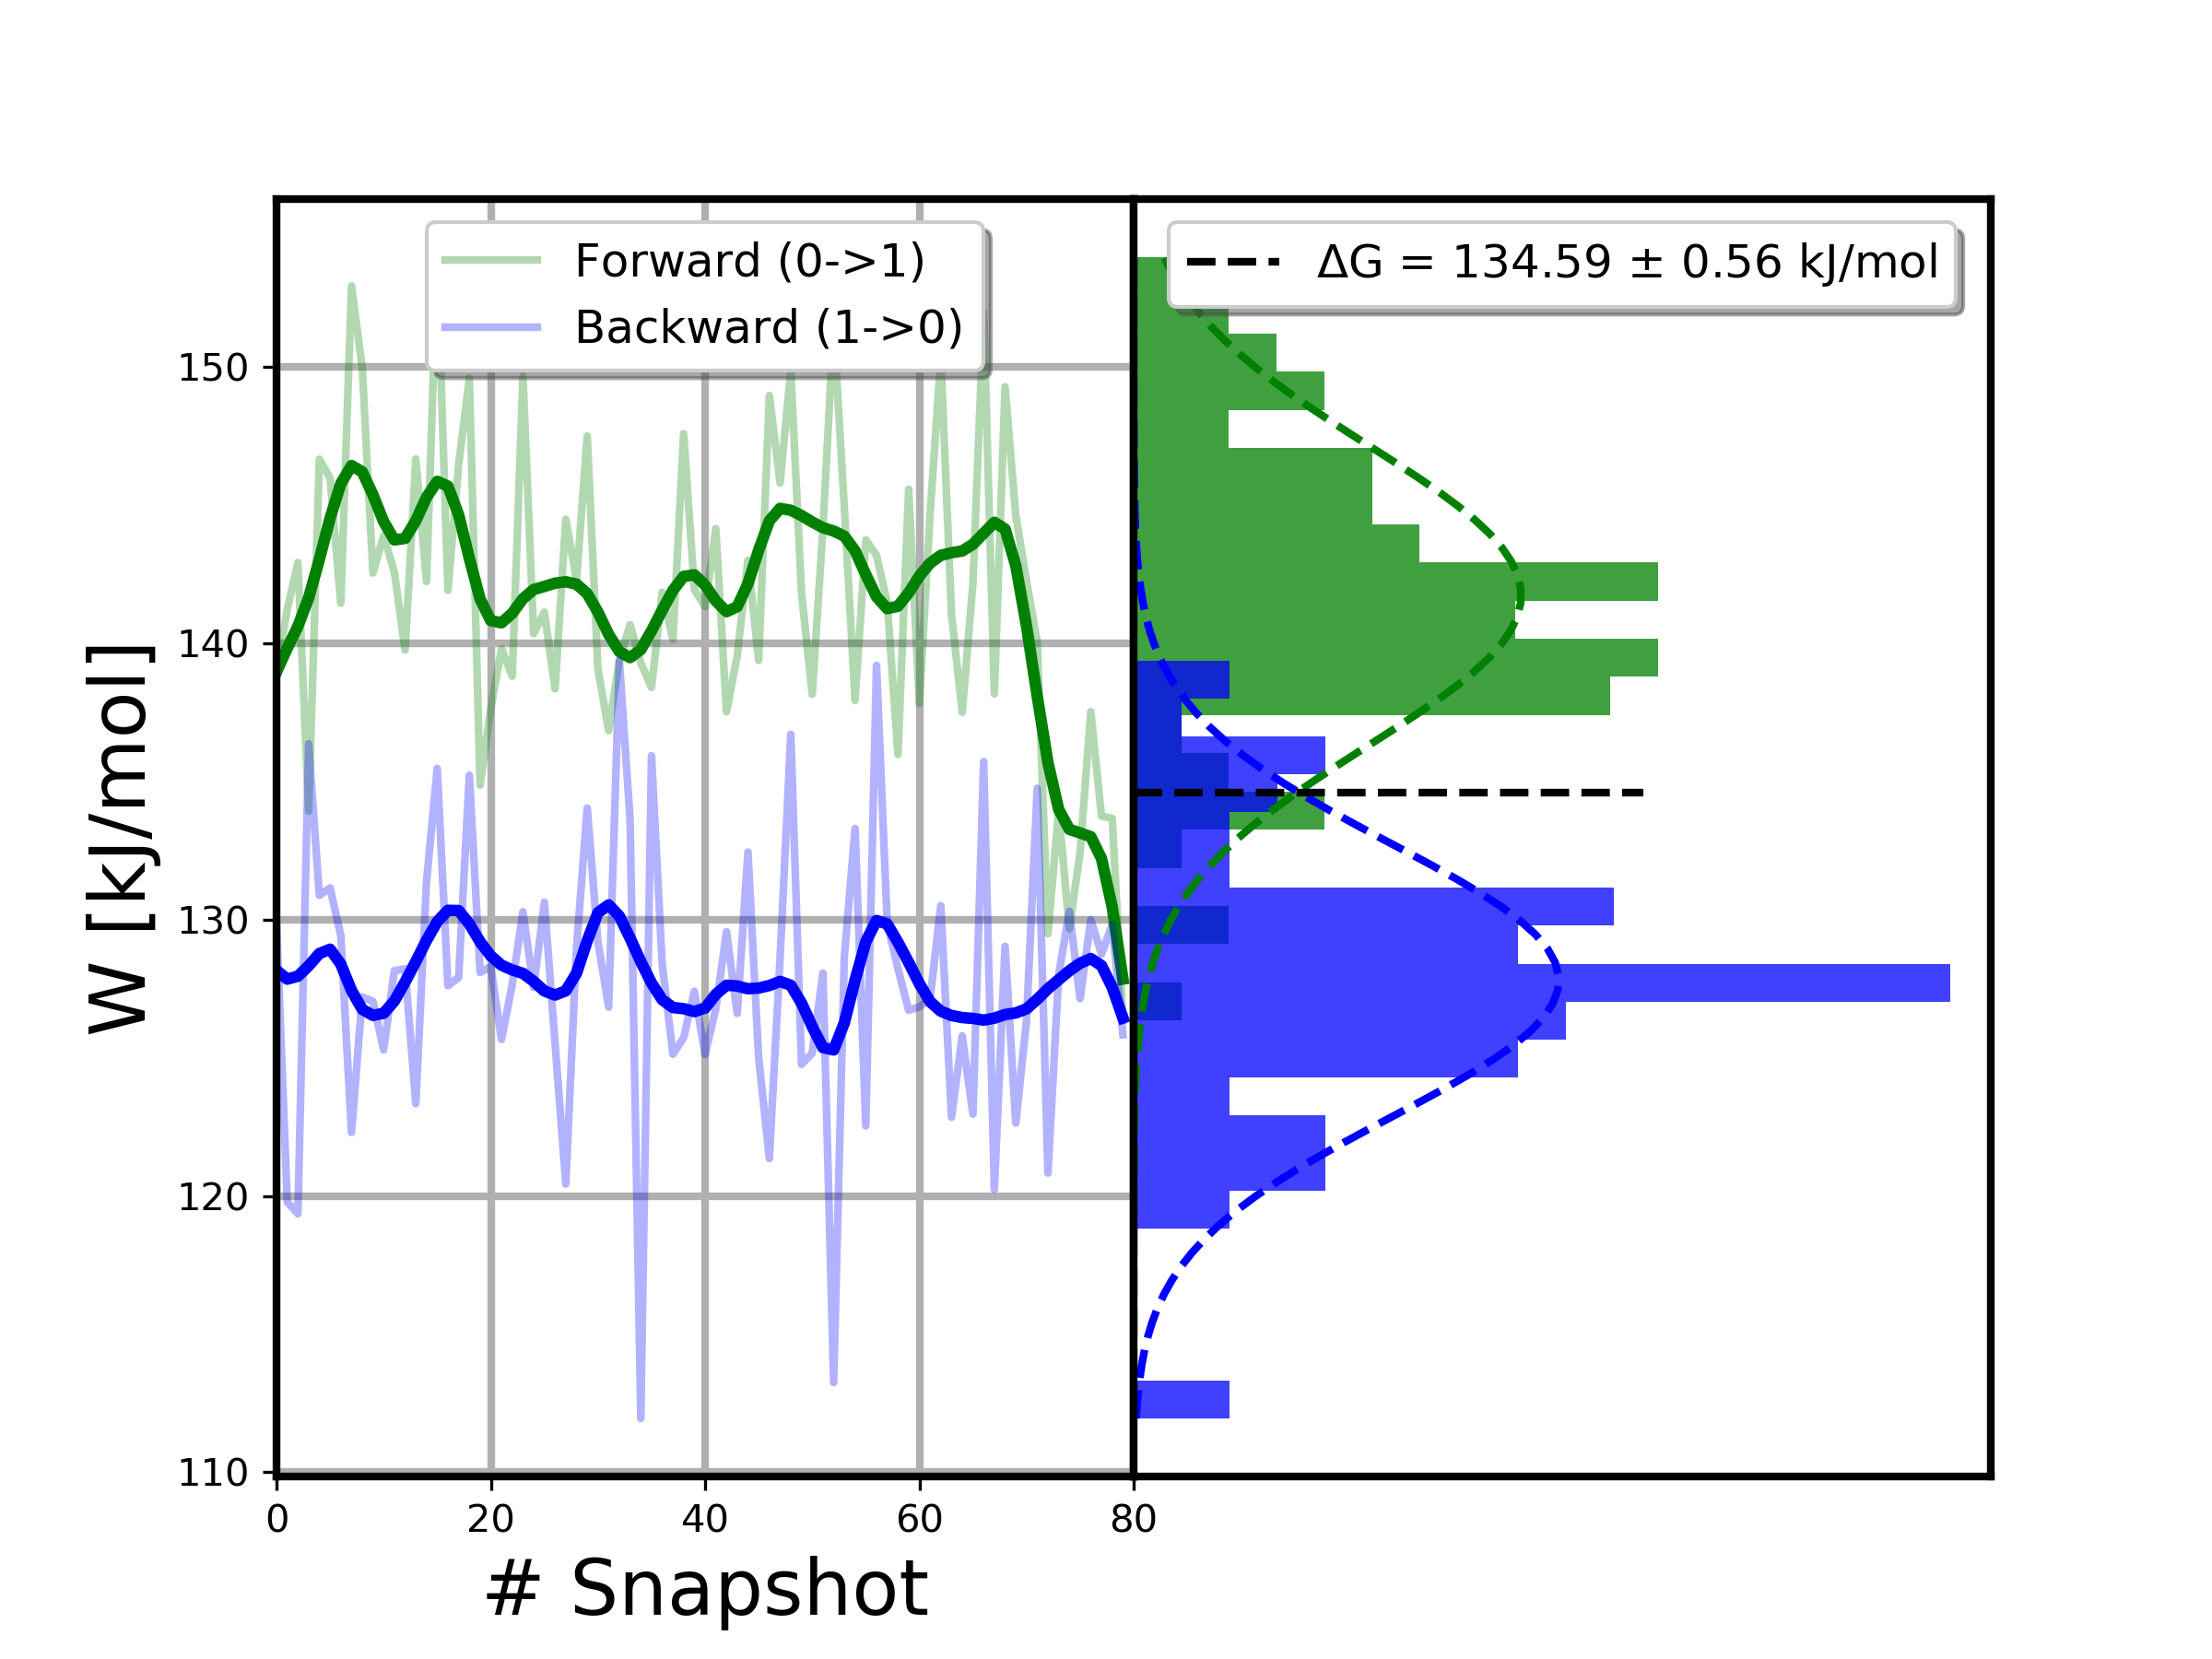 Forward (0->1)
Backward (1->0)
ΔG = 134.59 ± 0.56 kJ/mol
W [kJ/mol]
150
140
130
120
110
0 20 40 60 80
# Snapshot